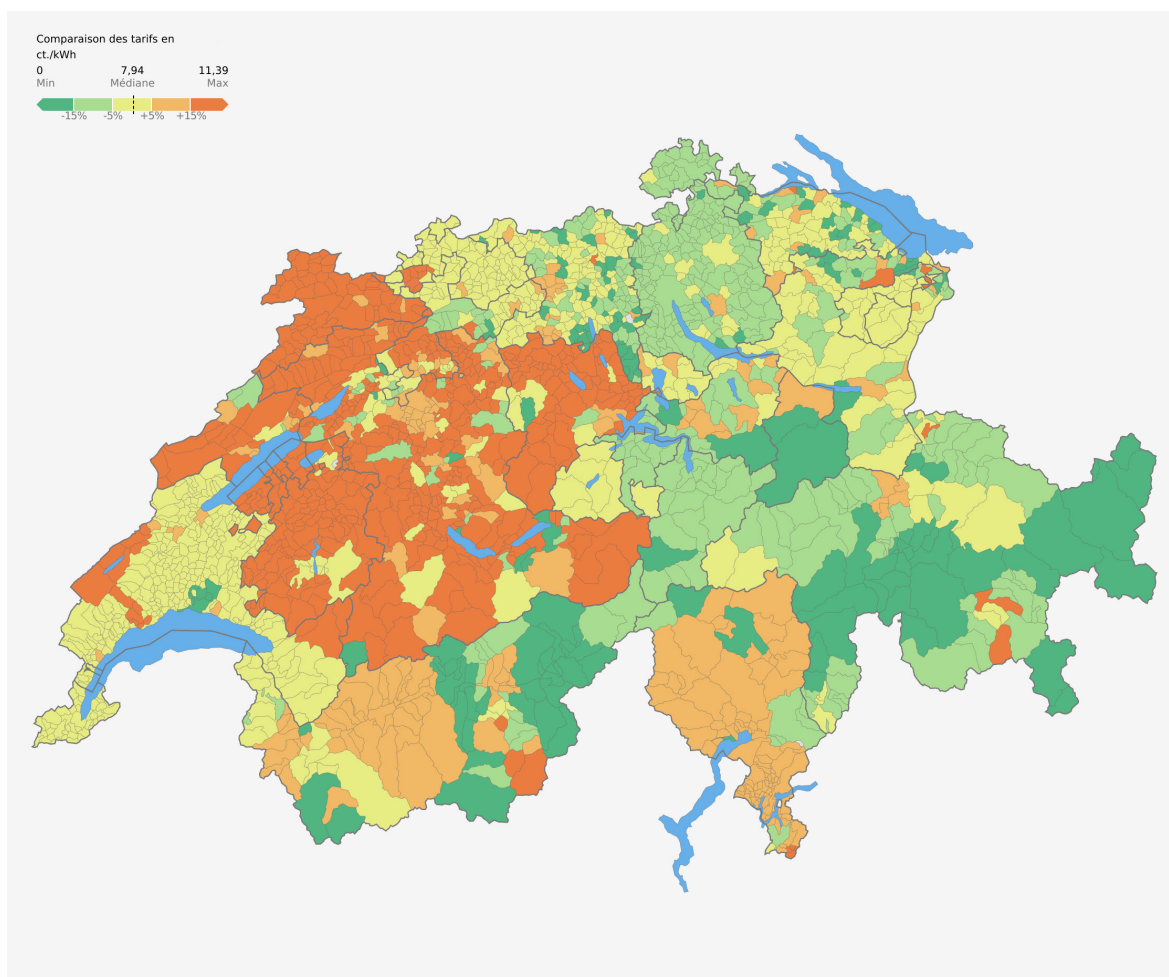 Comparaison des tarifs en
ct./kWh
0 7,94 11,39
Min Médiane Max
-15% -5% +5% +15%